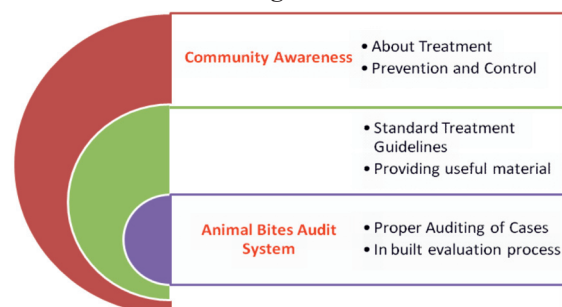 Community Awareness
• About Treatment
• Prevention and Control
• Standard Treatment
Guidelines
• Providing useful material
Animal Bites Audit
System
• Proper Auditing of Cases
• In built evaluation process